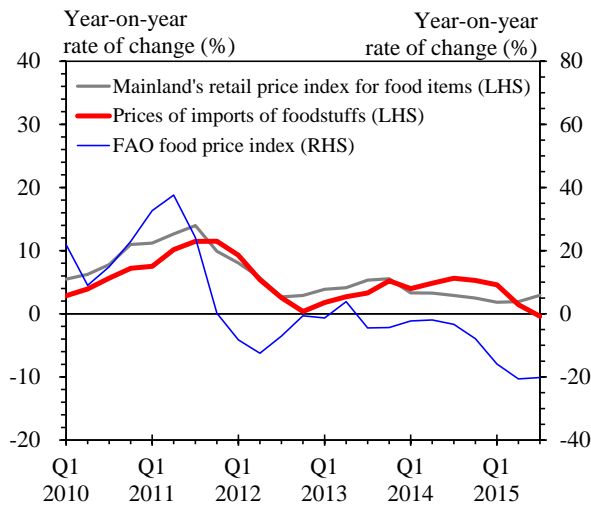 Year-on-year
rate of change (%)
Year-on-year
rate of change (%)
40
30
20
10
0
-10
-20
80
60
40
20
0
-20
-40
Mainland's retail price index for food items (LHS)
Prices of imports of foodstuffs (LHS)
FAO food price index (RHS)
Q1 Q1 Q1 Q1 Q1 Q1
2010 2011 2012 2013 2014 2015